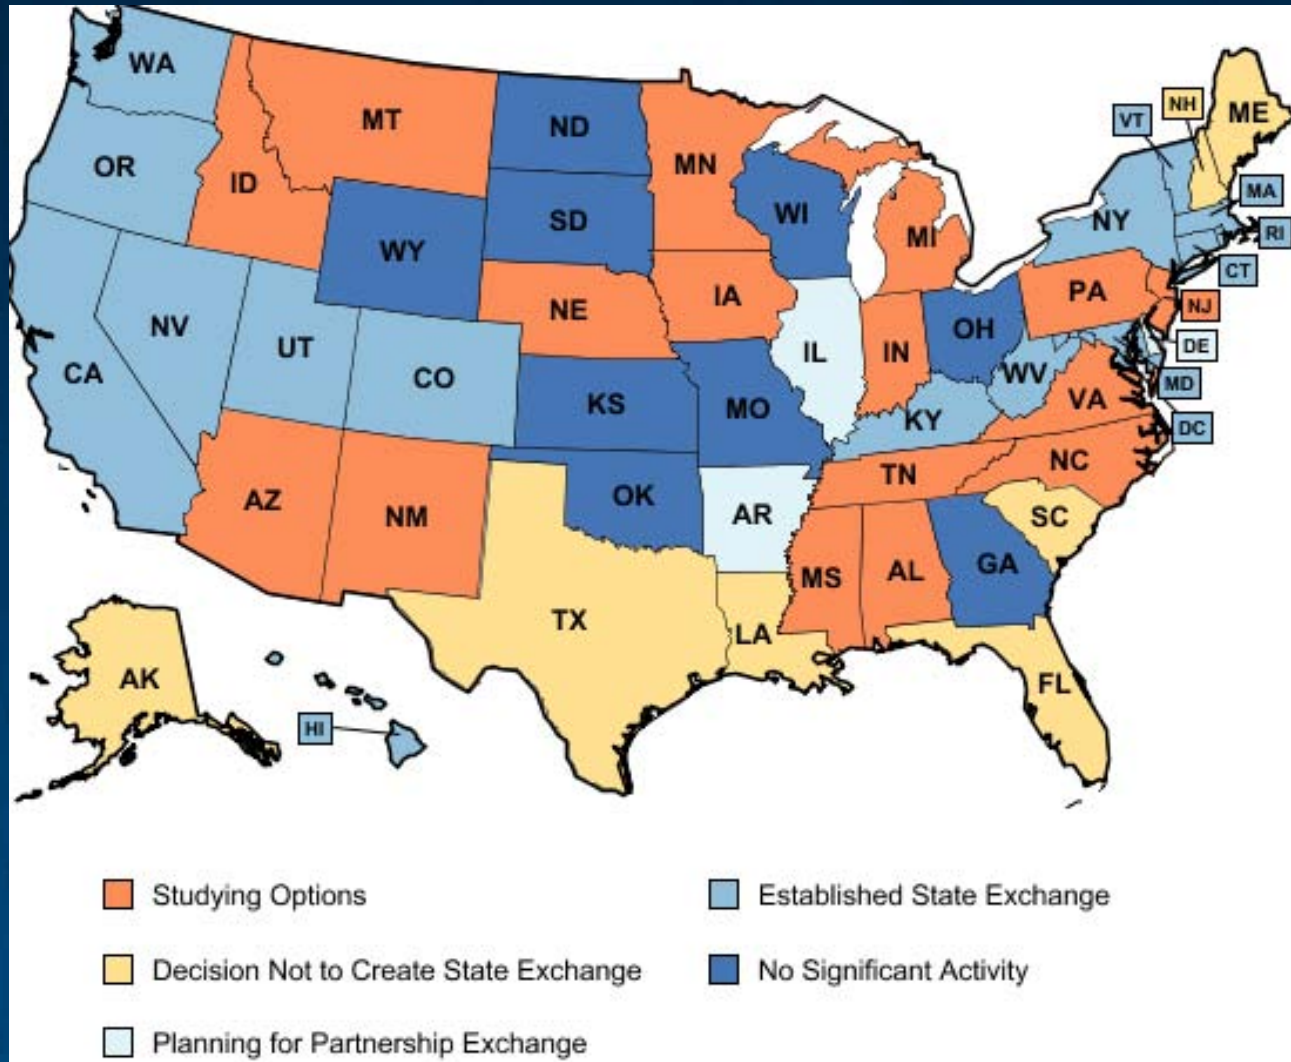 WA
MT
ND
MN
VT
NH
ME
OR
ID
SD
WI
MI
NY
MA
RI
CT
WY
NE
IA
PA
NJ
NV
UT
CO
IL
IN
OH
DE
CA
KS
MO
KY
WV
VA
MD
DC
AZ
NM
OK
AR
TN
NC
SC
TX
LA
MS
AL
GA
FL
AK
HI
Studying Options
Established State Exchange
Decision Not to Create State Exchange
No Significant Activity
Planning for Partnership Exchange